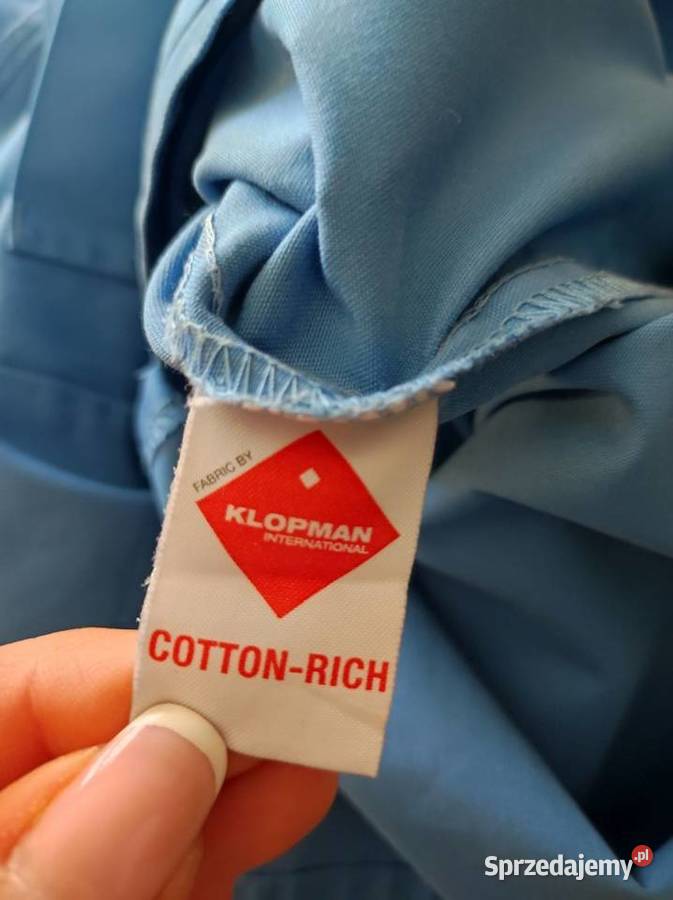 FABRIC BY
KLOPMAN
INTERNATIONAL
COTTON-RICH
Sprzedajemy.pl